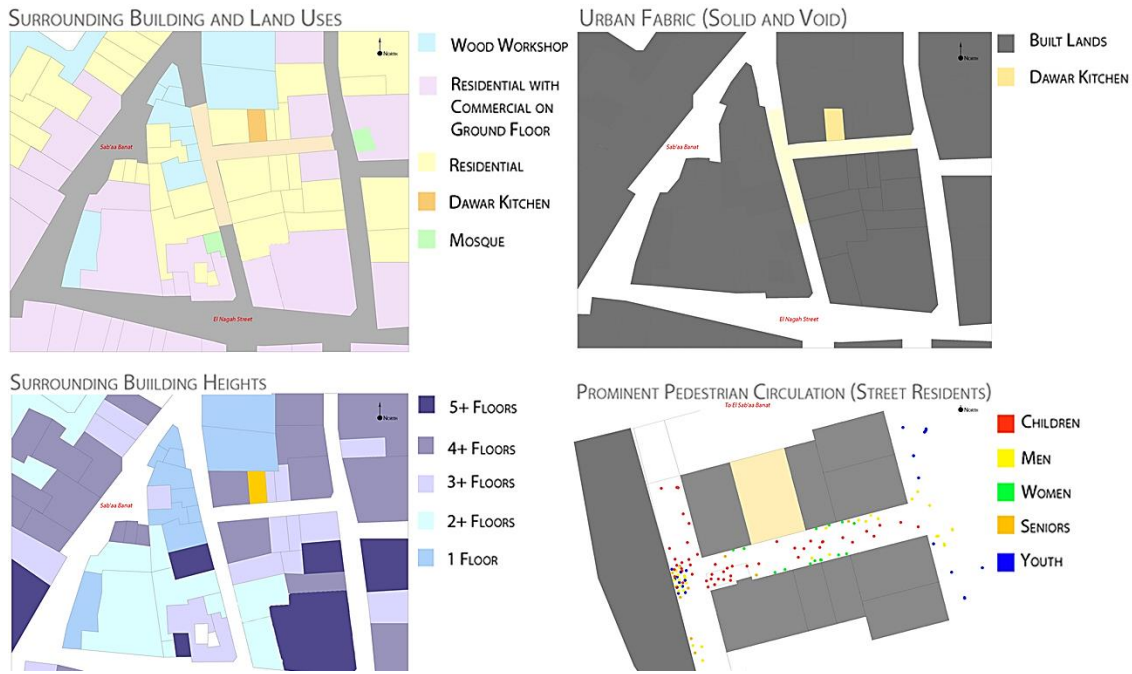 SURROUNDING BUILDING AND LAND USES
NORTH
WOOD WORKSHOP
RESIDENTIAL WITH
COMMERCIAL ON
GROUND FLOOR
RESIDENTIAL
DAWAR KITCHEN
MOSQUE
Sab'aa Banat
El Nagah Street
URBAN FABRIC (SOLID AND VOID)
NORTH
BUILT LANDS
DAWAR KITCHEN
Sab'aa Banat
El Nagah Street
SURROUNDING BUIILDING HEIGHTS
NORTH
5+ FLOORS
4+ FLOORS
3+ FLOORS
2+ FLOORS
1 FLOOR
Sab'aa Banat
PROMINENT PEDESTRIAN CIRCULATION (STREET RESIDENTS)
To El Sab'aa Banat
NORTH
CHILDREN
MEN
WOMEN
SENIORS
YOUTH